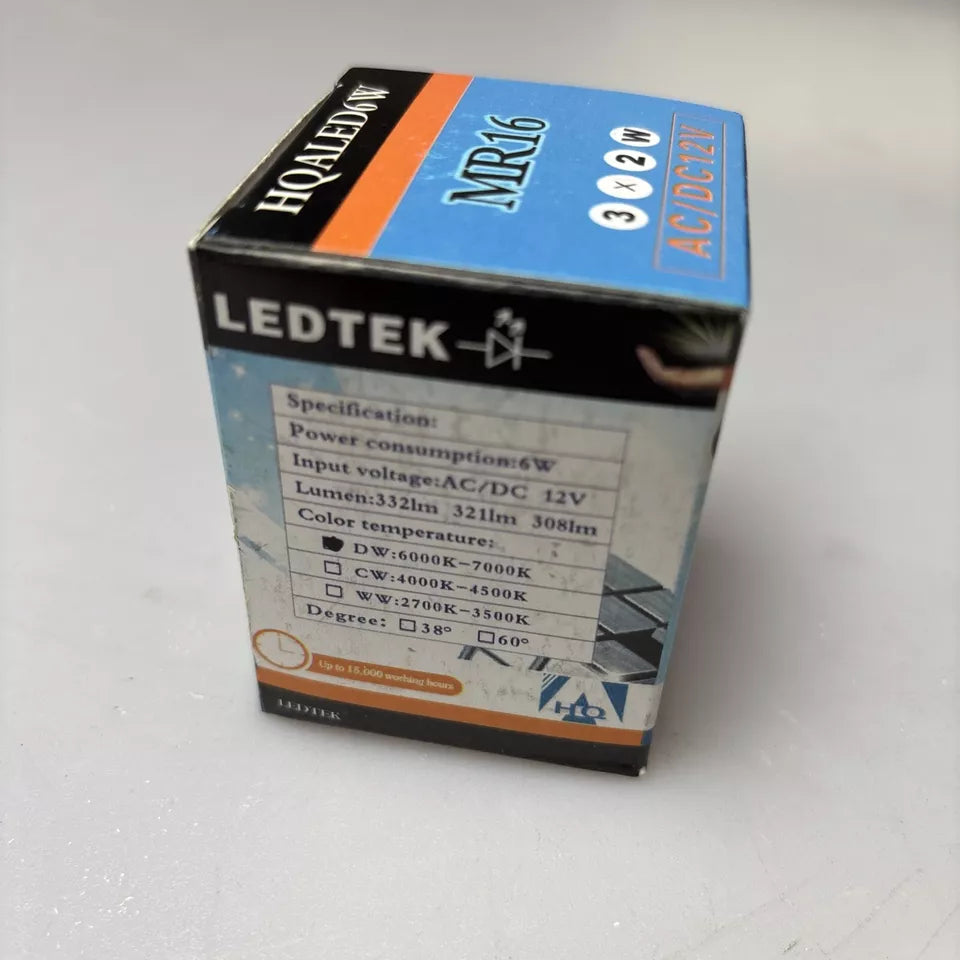 HQALED6W
MR16
3 x 2 W
AC/DC12V
LEDTEK
Specification:
Power consumption:6W
Input voltage:AC/DC 12V
Lumen:332lm 321lm 308lm
Color temperature:
DW:6000K-7000K
CW:4000K-4500K
WW:2700K-3500K
Degree: 38° 60°
Up to 15,000 working hours
HQ
LEDTEK